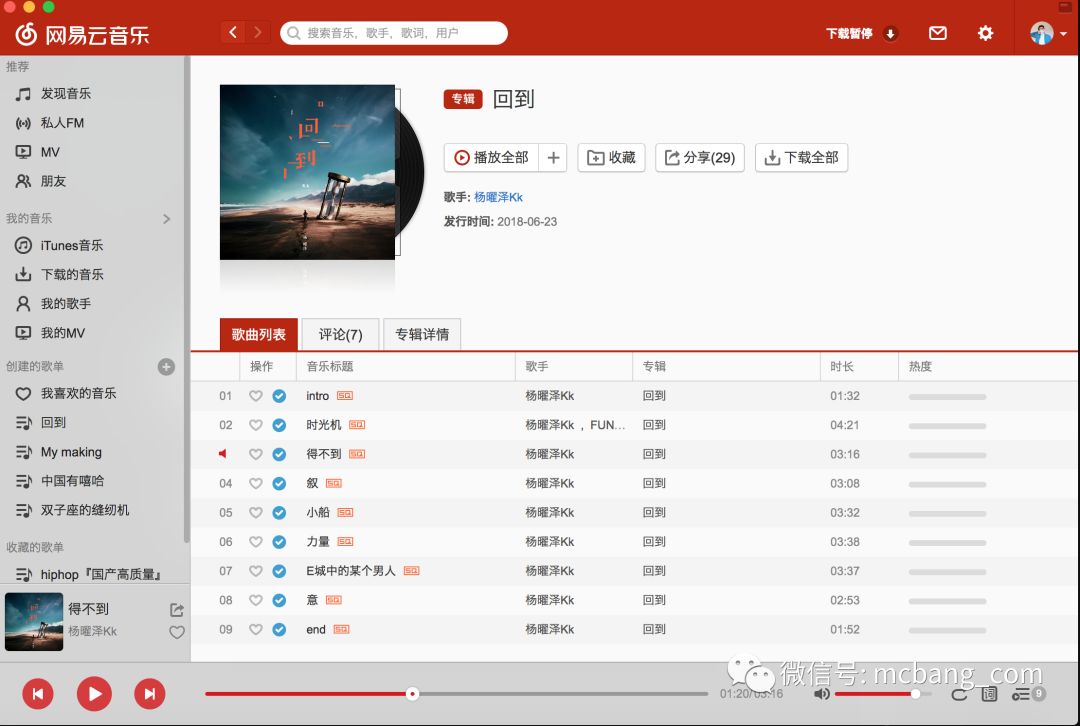 网易云音乐
搜索音乐，歌手，歌词，用户
下载暂停
推荐
发现音乐
私人FM
MV
朋友
我的音乐
iTunes音乐
下载的音乐
我的歌手
我的MV
创建的歌单
我喜欢的音乐
回到
My making
中国有嘻哈
双子座的缝纫机
收藏的歌单
hiphop『国产高质量』
得不到
杨曜泽Kk
回到
专辑 回到
播放全部 + 收藏 分享(29) 下载全部
歌手: 杨曜泽Kk
发行时间: 2018-06-23
歌曲列表 评论(7) 专辑详情
操作 音乐标题 歌手 专辑 时长 热度
01 intro SQ 杨曜泽Kk 回到 01:32
02 时光机 SQ 杨曜泽Kk ， FUN... 回到 04:21
得不到 SQ 杨曜泽Kk 回到 03:16
04 叙 SQ 杨曜泽Kk 回到 03:08
05 小船 SQ 杨曜泽Kk 回到 03:32
06 力量 SQ 杨曜泽Kk 回到 03:38
07 E城中的某个男人 SQ 杨曜泽Kk 回到 03:37
08 意 SQ 杨曜泽Kk 回到 02:53
09 end SQ 杨曜泽Kk 回到 01:52
微信号: mcbang_com
01:20/03:16 词 9